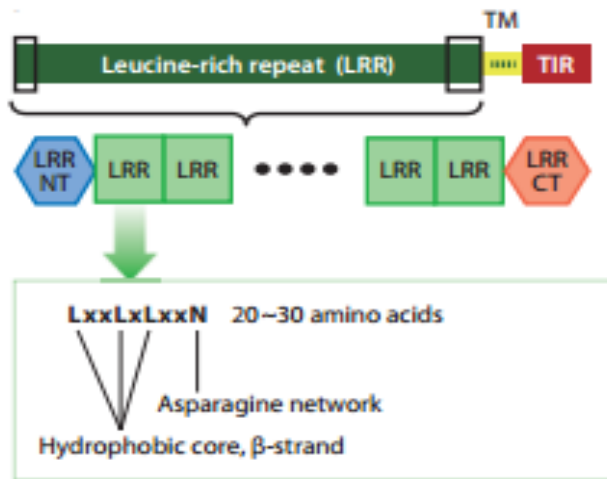 TM
Leucine-rich repeat (LRR) TIR
LRR NT LRR LRR LRR LRR LRR CT
LxxLxLxxN 20~30 amino acids
Asparagine network
Hydrophobic core, β-strand